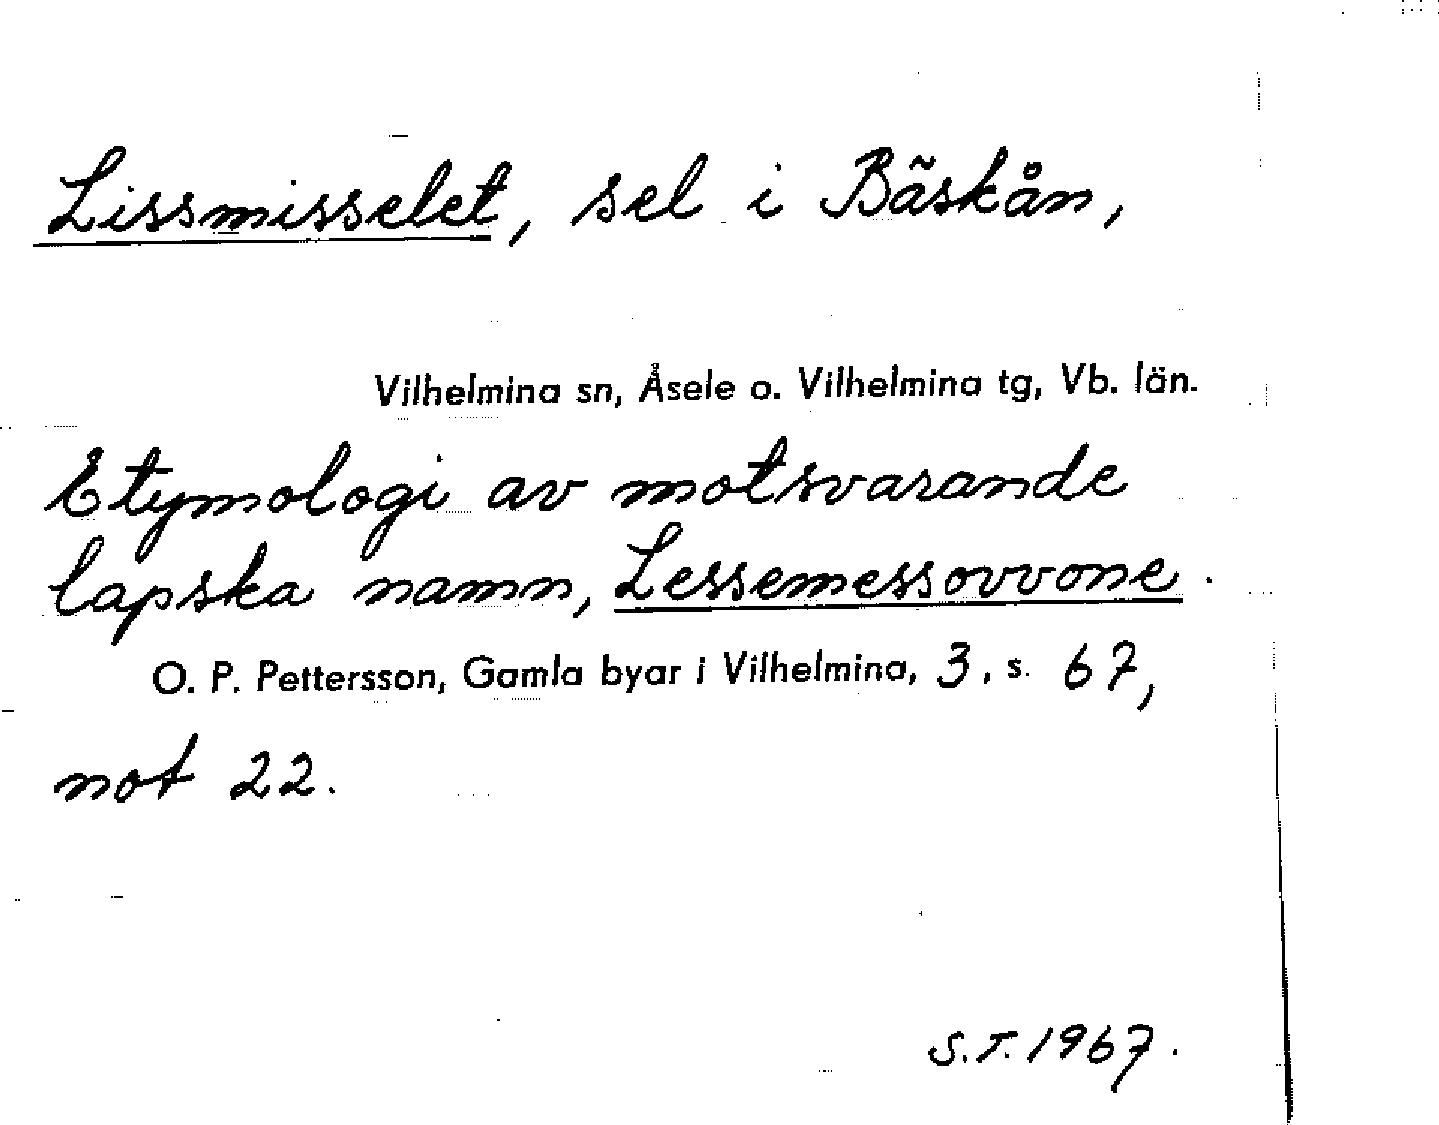 Lissmisselet, sel i Bäskån,
Vilhelmina sn, Åsele o. Vilhelmina tg, Vb. län.
Etymologi av motsvarande
lapska namn, Lessemessovvone.
O. P. Pettersson, Gamla byar i Vilhelmina, 3, s. 67,
not 22.
S.T. 1967.